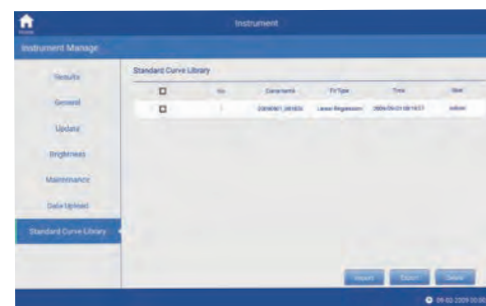 Instrument
Home
Instrument Manage
Results
General
Update
Brightness
Maintenance
Data Upload
Standard Curve Library
Standard Curve Library
No.
Fit Type
Time
User
Linear Regression
admin
Import
Export
Delete